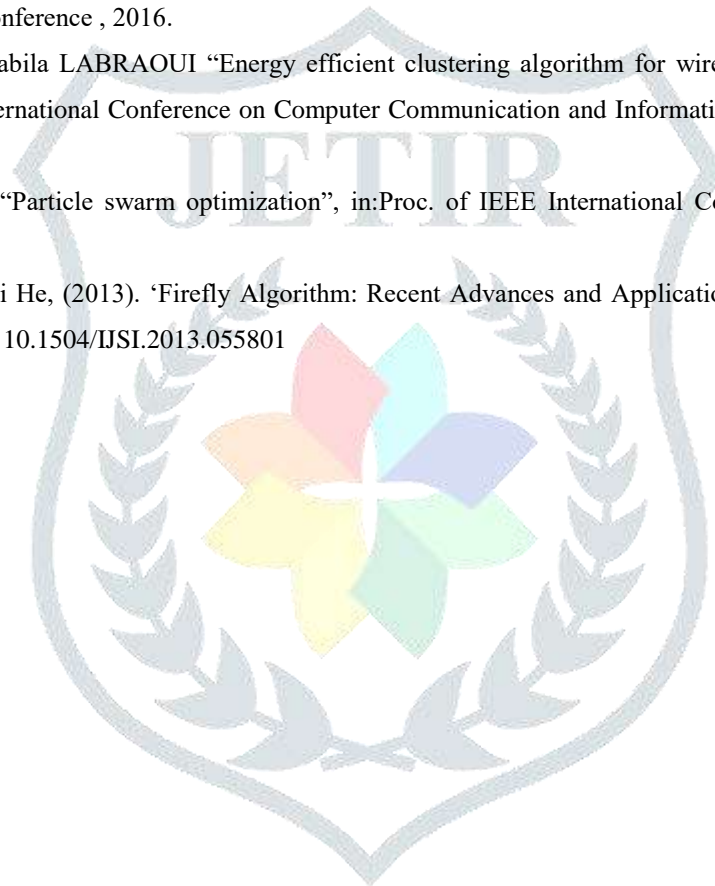 onference , 2016.
abila LABRAOUI “Energy efficient clustering algorithm for wire
ernational Conference on Computer Communication and Informati
JETIR
“Particle swarm optimization”, in:Proc. of IEEE International Co
i He, (2013). ‘Firefly Algorithm: Recent Advances and Applicatio
10.1504/IJSI.2013.055801